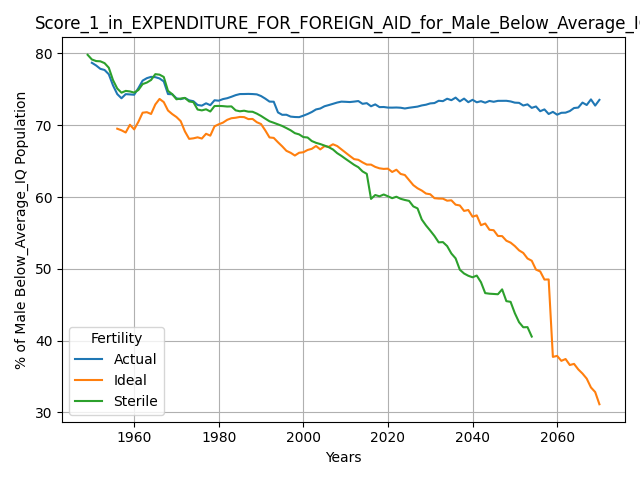 Score_1_in_EXPENDITURE_FOR_FOREIGN_AID_for_Male_Below_Average_IQ
80
70
60
50
40
30
% of Male Below_Average_IQ Population
Fertility
Actual
Ideal
Sterile
1960 1980 2000 2020 2040 2060
Years